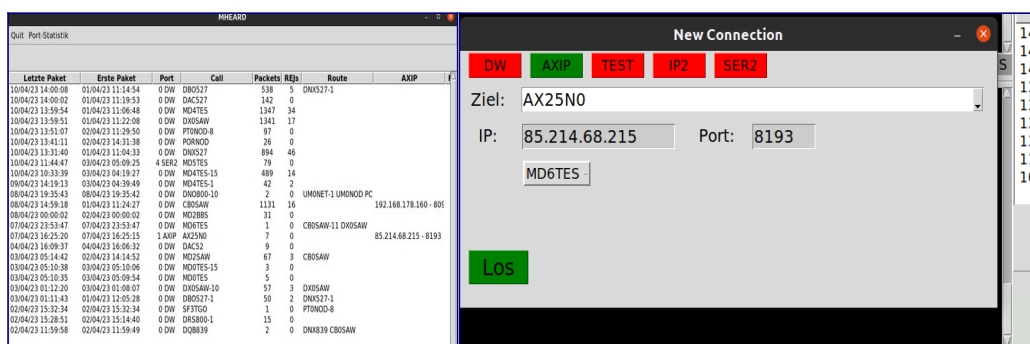 MHEARD
Quit Port-Statistik
Letzte Paket Erste Paket Port Call Packets REJs Route AXIP
10/04/23 14:00:08 01/04/23 11:14:54 0 DW DBO527 538 5 DNX527-1
10/04/23 14:00:02 01/04/23 11:19:53 0 DW DAC527 142 0
10/04/23 13:59:54 01/04/23 11:06:48 0 DW MD4TES 1347 34
10/04/23 13:59:51 01/04/23 11:22:08 0 DW DX0SAW 1341 17
10/04/23 13:51:07 02/04/23 11:29:50 0 DW PT0NOD-8 97 0
10/04/23 13:41:11 02/04/23 14:31:38 0 DW PORNOD 26 0
10/04/23 13:31:40 01/04/23 11:04:33 0 DW DNX527 894 46
10/04/23 11:44:47 03/04/23 05:09:25 4 SER2 MD5TES 79 0
10/04/23 10:33:39 03/04/23 04:19:27 0 DW MD4TES-15 489 14
09/04/23 14:19:13 03/04/23 04:39:49 0 DW MD4TES-1 42 2
08/04/23 19:35:43 08/04/23 19:35:42 0 DW DNO800-10 2 0 UM0NET-1 UM0NOD PC
08/04/23 14:59:18 01/04/23 11:24:27 0 DW CB0SAW 1131 16 192.168.178.160 - 809
08/04/23 00:00:02 02/04/23 00:00:02 0 DW MD2BBS 31 0
07/04/23 23:53:47 07/04/23 23:53:47 0 DW MD6TES 1 0 CB0SAW-11 DX0SAW
07/04/23 16:25:20 07/04/23 16:25:15 1 AXIP AX25N0 7 0 85.214.68.215 - 8193
04/04/23 16:09:37 04/04/23 16:06:32 0 DW DAC52 9 0
03/04/23 05:14:42 02/04/23 14:14:52 0 DW MD2SAW 67 3 CB0SAW
03/04/23 05:10:38 03/04/23 05:10:06 0 DW MD0TES-15 3 0
03/04/23 05:10:35 03/04/23 05:09:54 0 DW MD0TES 5 0
03/04/23 01:12:20 03/04/23 01:08:07 0 DW DX0SAW-10 57 3 DX0SAW
03/04/23 01:11:43 01/04/23 12:05:28 0 DW DBO527-1 50 2 DNX527-1
02/04/23 15:32:34 02/04/23 15:32:34 0 DW SF3TGO 1 0 PT0NOD-8
02/04/23 15:28:51 02/04/23 15:14:40 0 DW DRS800-1 15 0
02/04/23 11:59:58 02/04/23 11:59:49 0 DW DQB839 2 0 DNX839 CB0SAW
New Connection
DW AXIP TEST IP2 SER2
Ziel: AX25N0
IP: 85.214.68.215 Port: 8193
MD6TES
Los
S